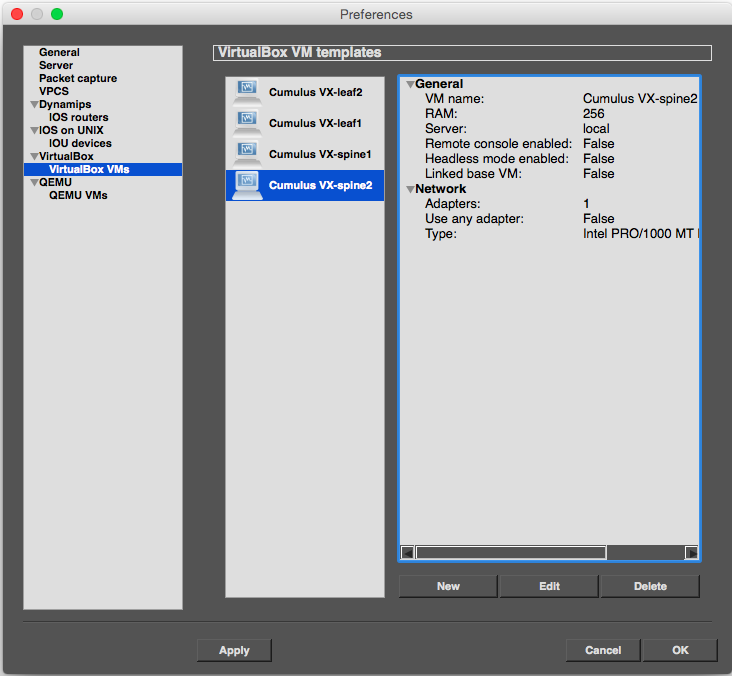 Preferences
General
Server
Packet capture
VPCS
Dynamips
IOS routers
IOS on UNIX
IOU devices
VirtualBox
VirtualBox VMs
QEMU
QEMU VMs
VirtualBox VM templates
Cumulus VX-leaf2
Cumulus VX-leaf1
Cumulus VX-spine1
Cumulus VX-spine2
General
VM name: Cumulus VX-spine2
RAM: 256
Server: local
Remote console enabled: False
Headless mode enabled: False
Linked base VM: False
Network
Adapters: 1
Use any adapter: False
Type: Intel PRO/1000 MT
New Edit Delete
Apply Cancel OK